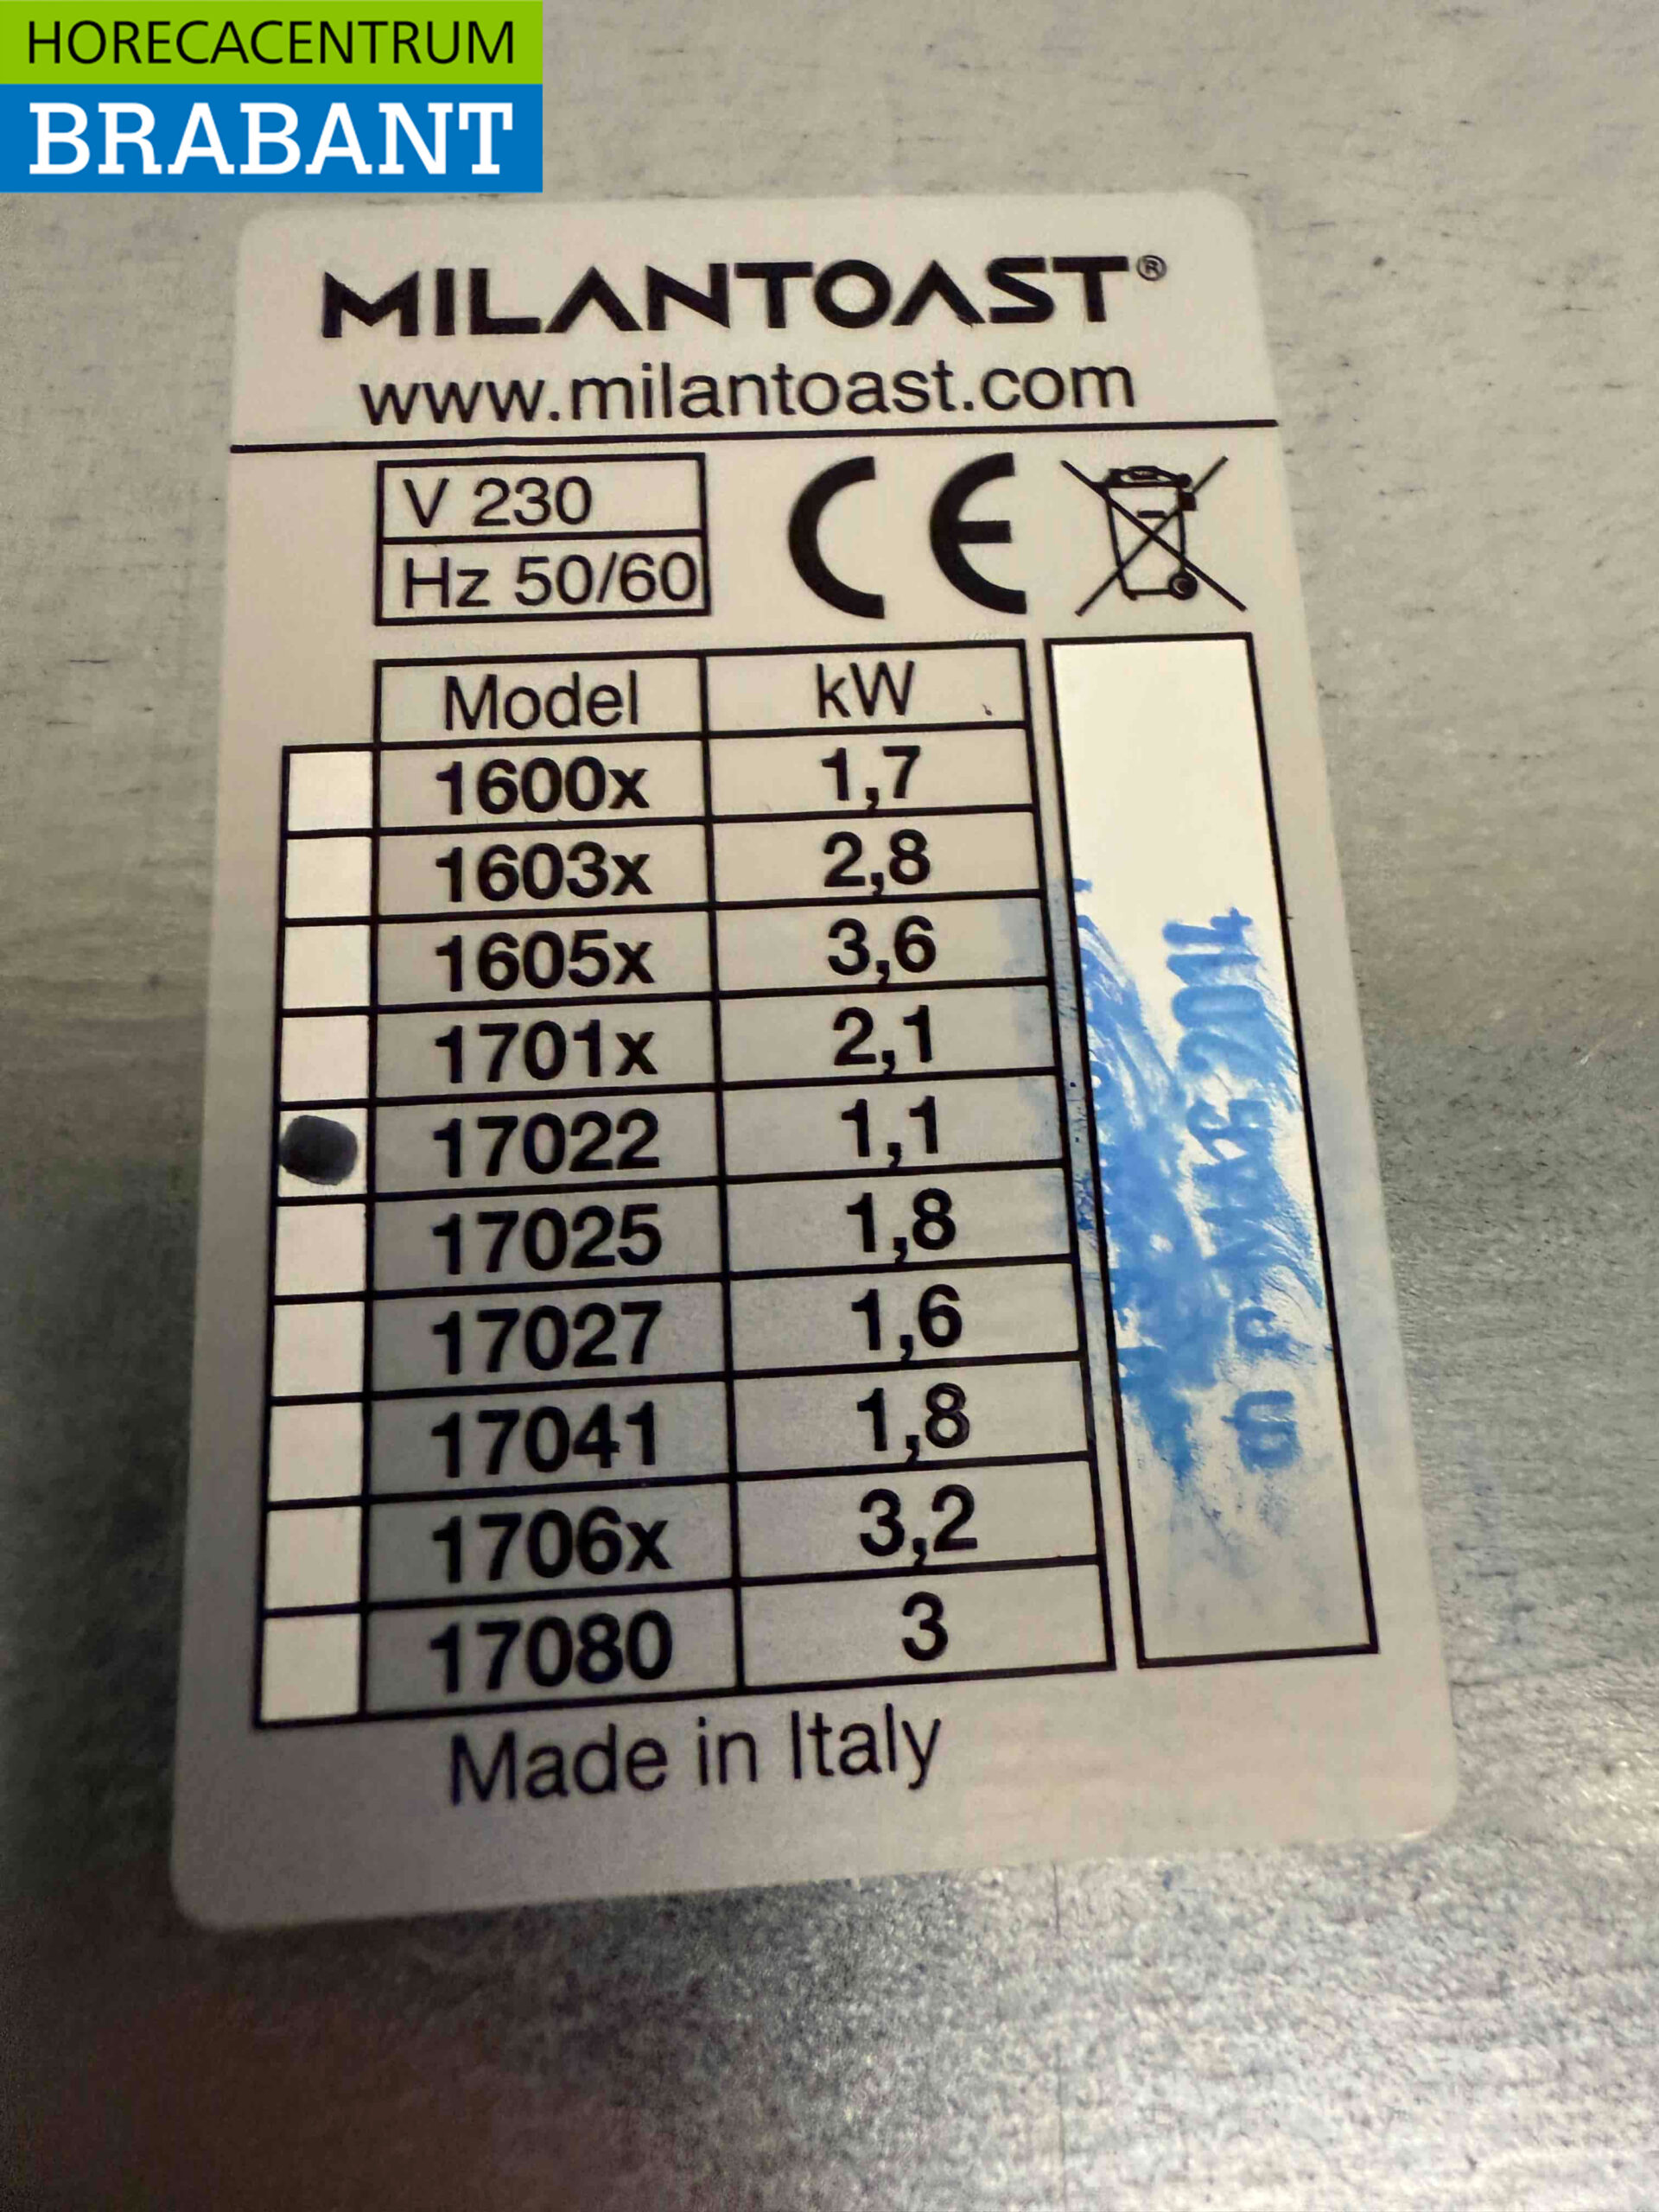 HORECACENTRUM
BRABANT
MILANTOAST®
www.milantoast.com
V 230
Hz 50/60
CE
Model kW
1600x 1,7
1603x 2,8
1605x 3,6
1701x 2,1
17022 1,1
17025 1,8
17027 1,6
17041 1,8
1706x 3,2
17080 3
2014
Made in Italy